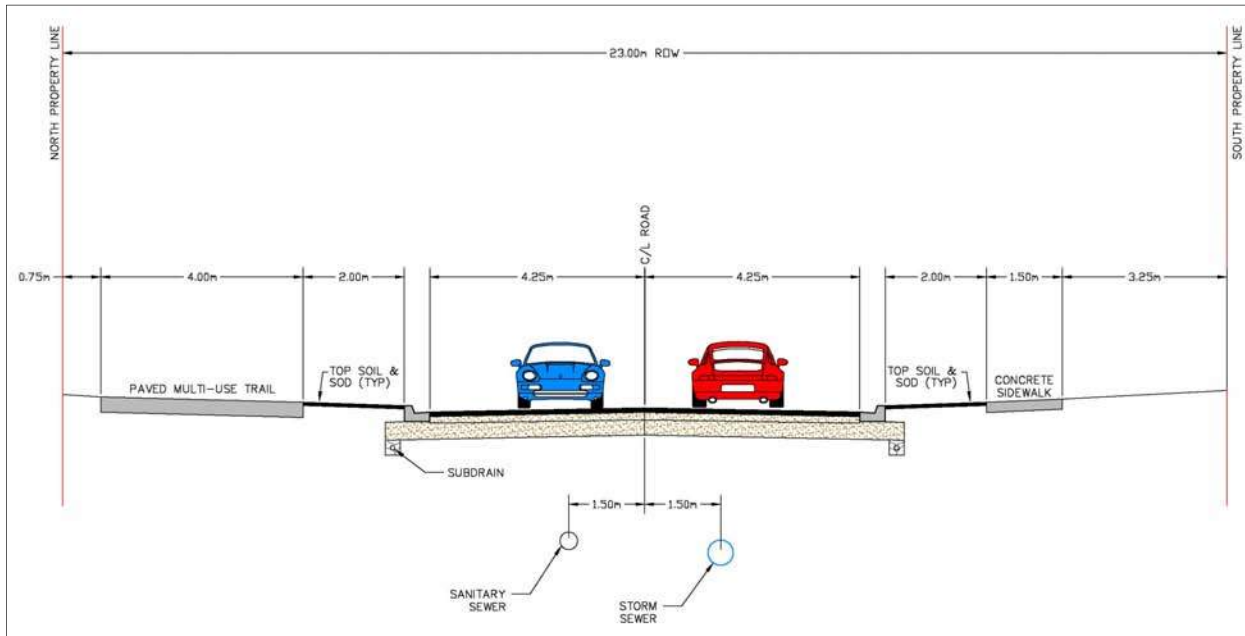 23.00m ROW
NORTH PROPERTY LINE
SOUTH PROPERTY LINE
C/L ROAD
0.75m
4.00m
2.00m
4.25m
4.25m
2.00m
1.50m
3.25m
PAVED MULTI-USE TRAIL
TOP SOIL &
SOD (TYP)
TOP SOIL &
SOD (TYP)
CONCRETE
SIDEWALK
SUBDRAIN
1.50m
1.50m
SANITARY
SEWER
STORM
SEWER